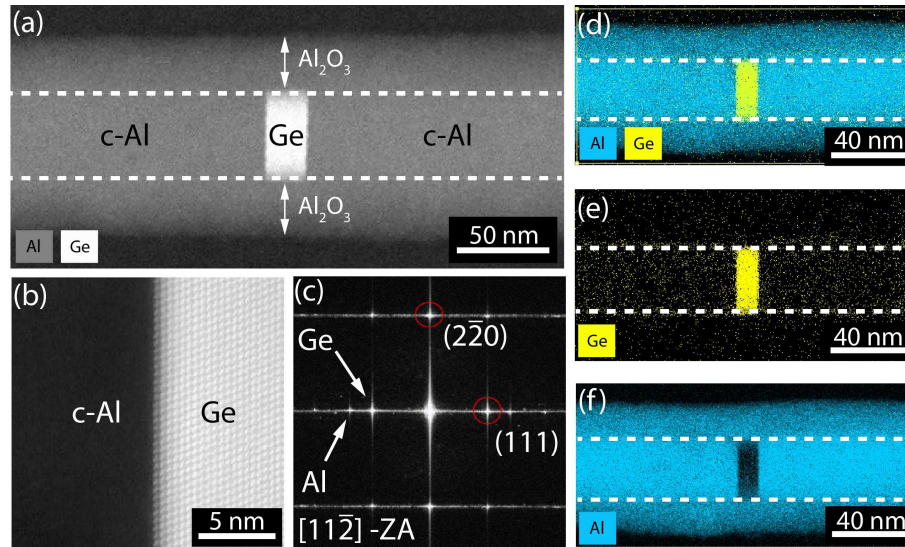 (a)
Al₂O₃
c-Al
Ge
c-Al
Al₂O₃
Al
Ge
50 nm
(b)
c-Al
Ge
5 nm
(c)
Ge
(22̅0)
(111)
Al
[112̅] -ZA
(d)
Al
Ge
40 nm
(e)
Ge
40 nm
(f)
Al
40 nm